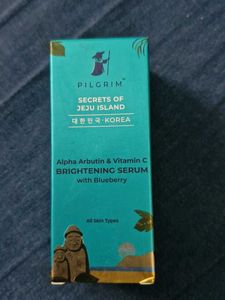 PILGRIM™
SECRETS OF
JEJU ISLAND
대한민국·KOREA
Alpha Arbutin & Vitamin C
BRIGHTENING SERUM
with Blueberry
All Skin Types